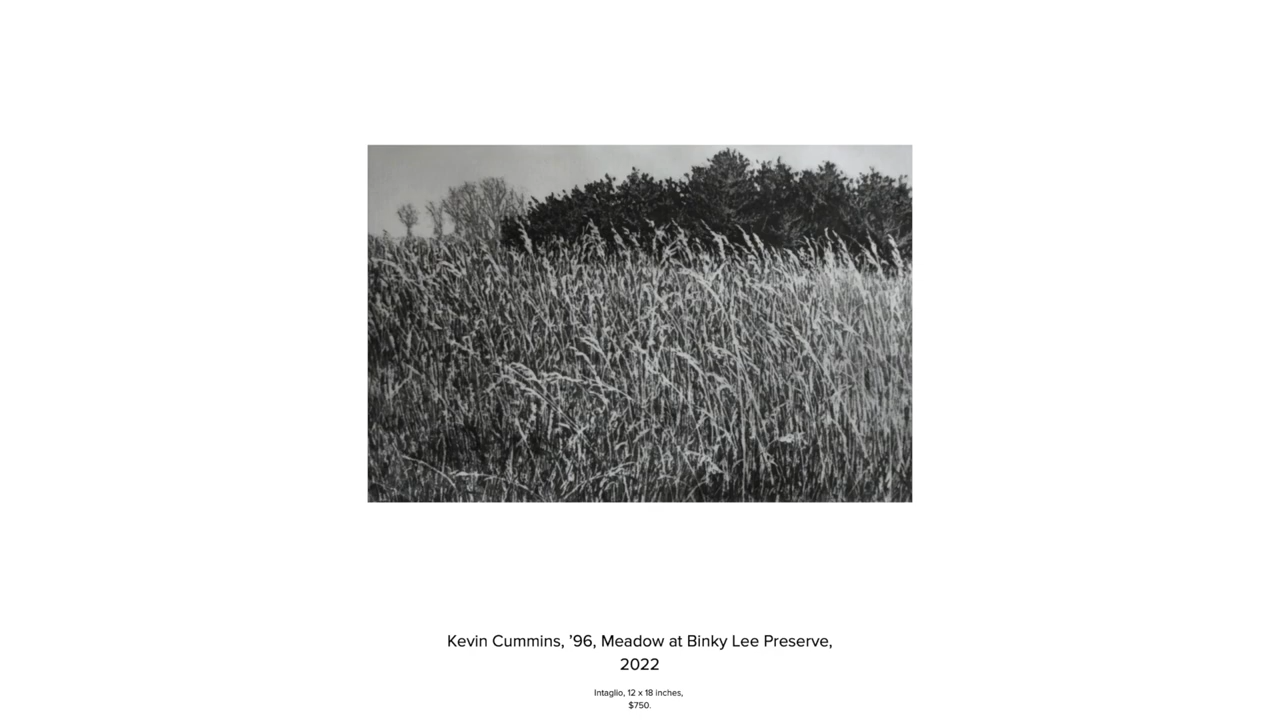 Kevin Cummins, ’96, Meadow at Binky Lee Preserve,
2022
Intaglio, 12 x 18 inches,
$750.